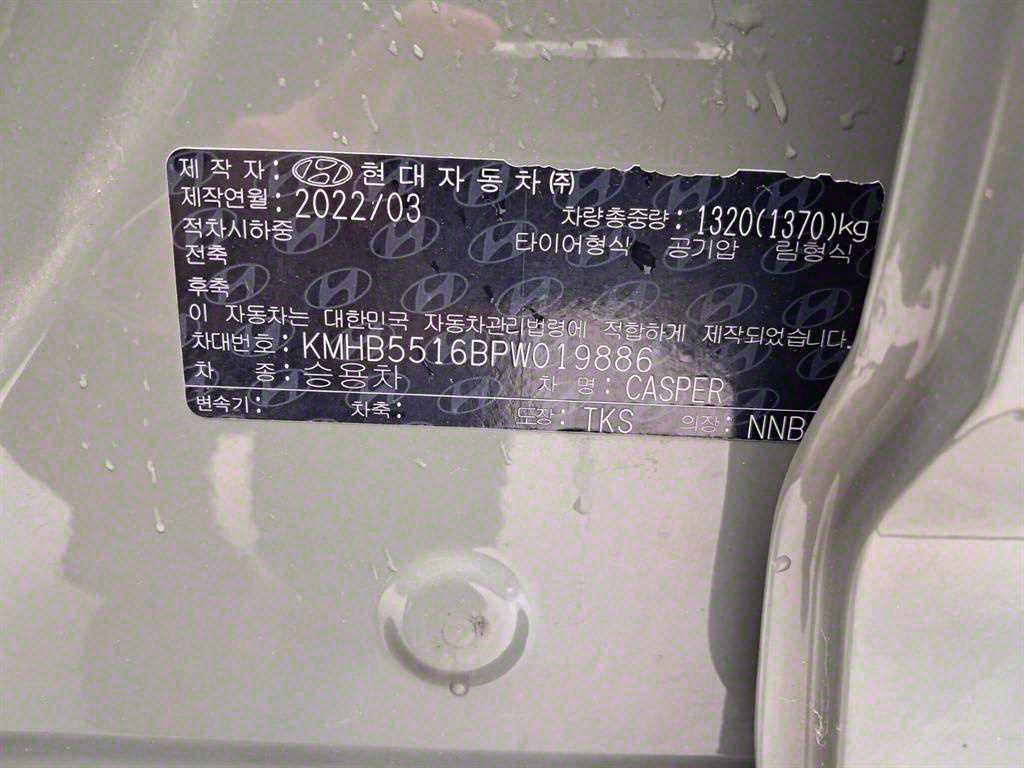 제 작 자: 현대자동차㈜
제작연월: 2022/03 차량총중량: 1320(1370)kg
적차시하중 타이어형식 공기압 림형식
전축
후축
이 자동차는 대한민국 자동차관리법령에 적합하게 제작되었습니다.
차대번호: KMHB5516BPW019886
차 종: 승용차 차 명: CASPER
변속기: 차축: 도장: TKS 의장: NNB